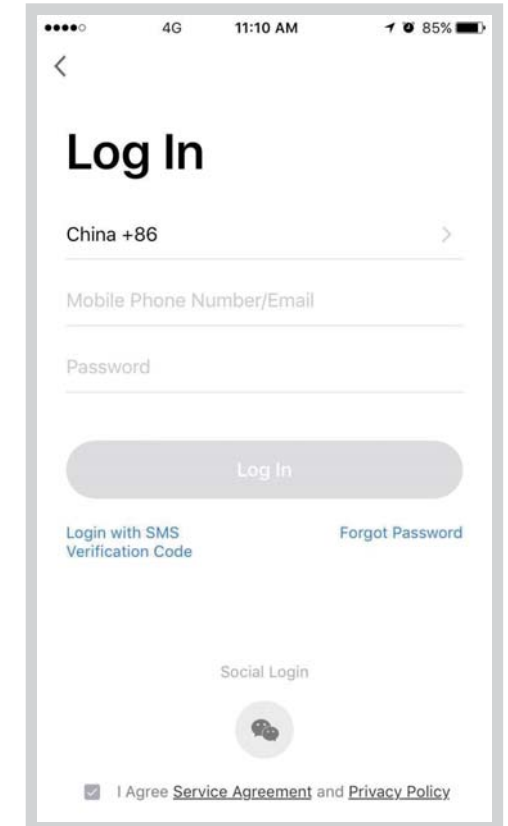 4G 11:10 AM 85%
Log In
China +86
Mobile Phone Number/Email
Password
Log In
Login with SMS Forgot Password
Verification Code
Social Login
I Agree Service Agreement and Privacy Policy